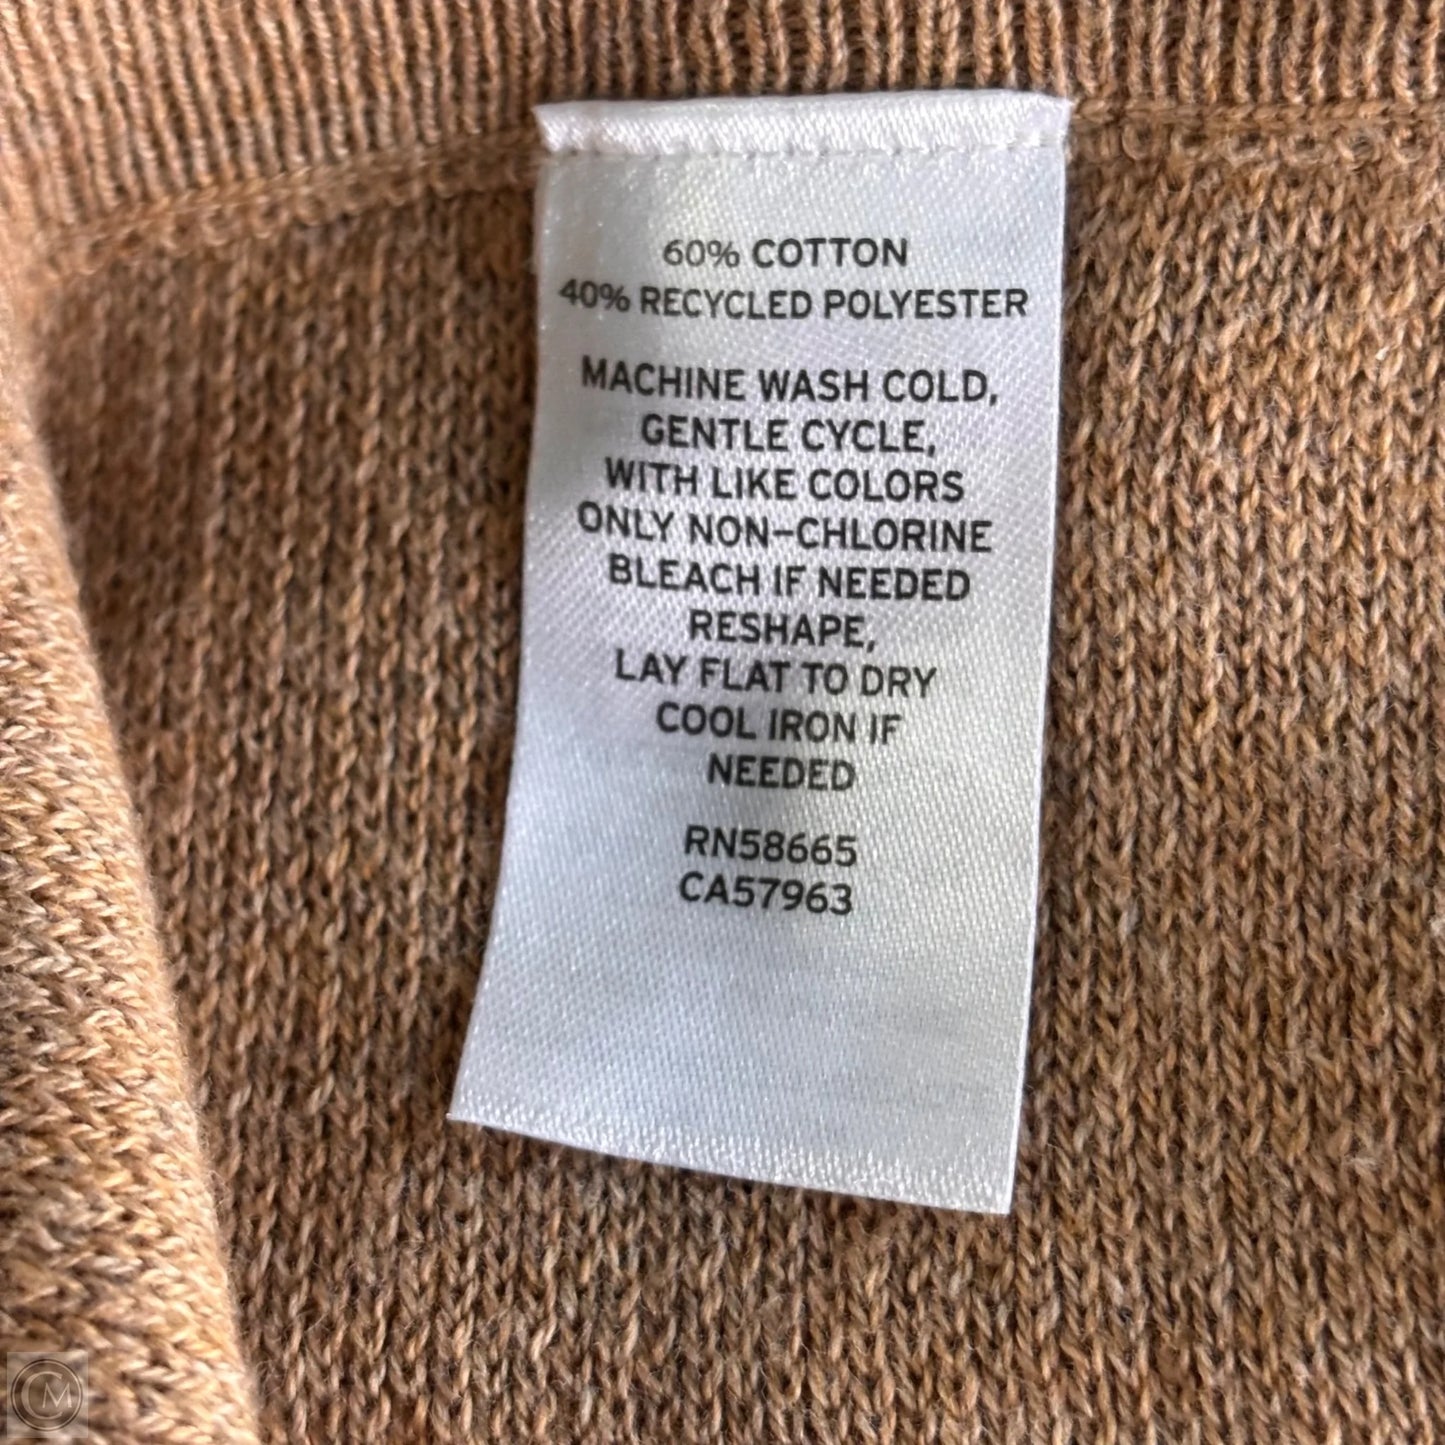 60% COTTON
40% RECYCLED POLYESTER
MACHINE WASH COLD,
GENTLE CYCLE,
WITH LIKE COLORS
ONLY NON-CHLORINE
BLEACH IF NEEDED
RESHAPE,
LAY FLAT TO DRY
COOL IRON IF
NEEDED
RN58665
CA57963
CM